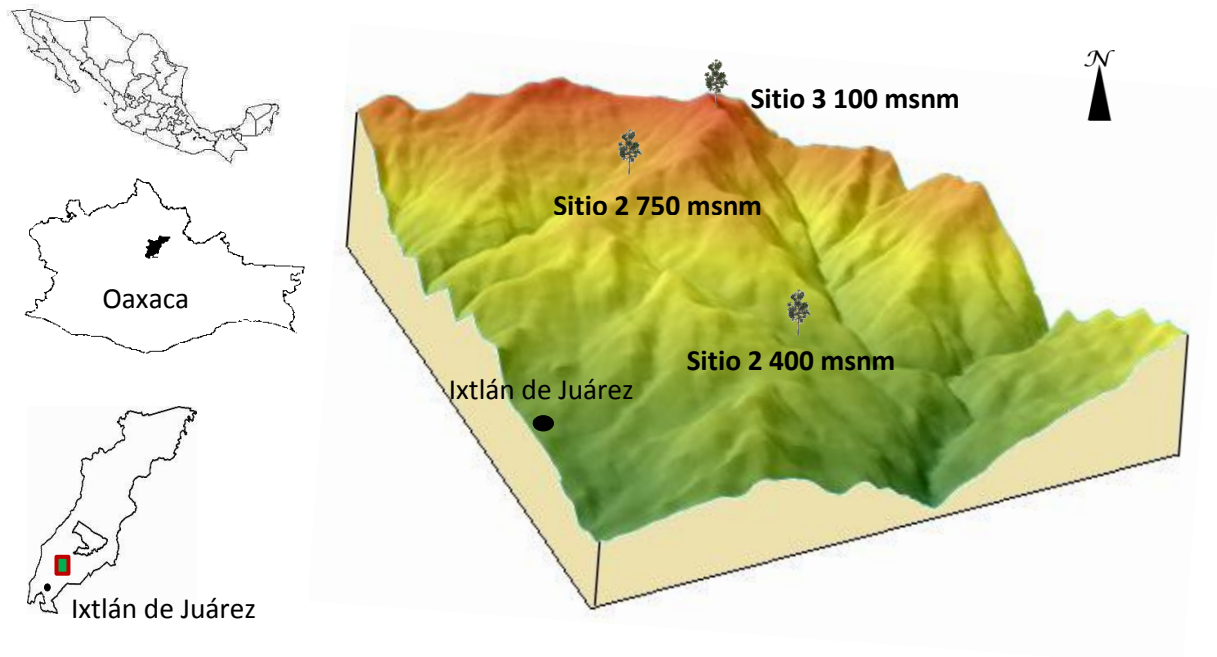 N
Sitio 3 100 msnm
Sitio 2 750 msnm
Oaxaca
Sitio 2 400 msnm
Ixtlán de Juárez
Ixtlán de Juárez